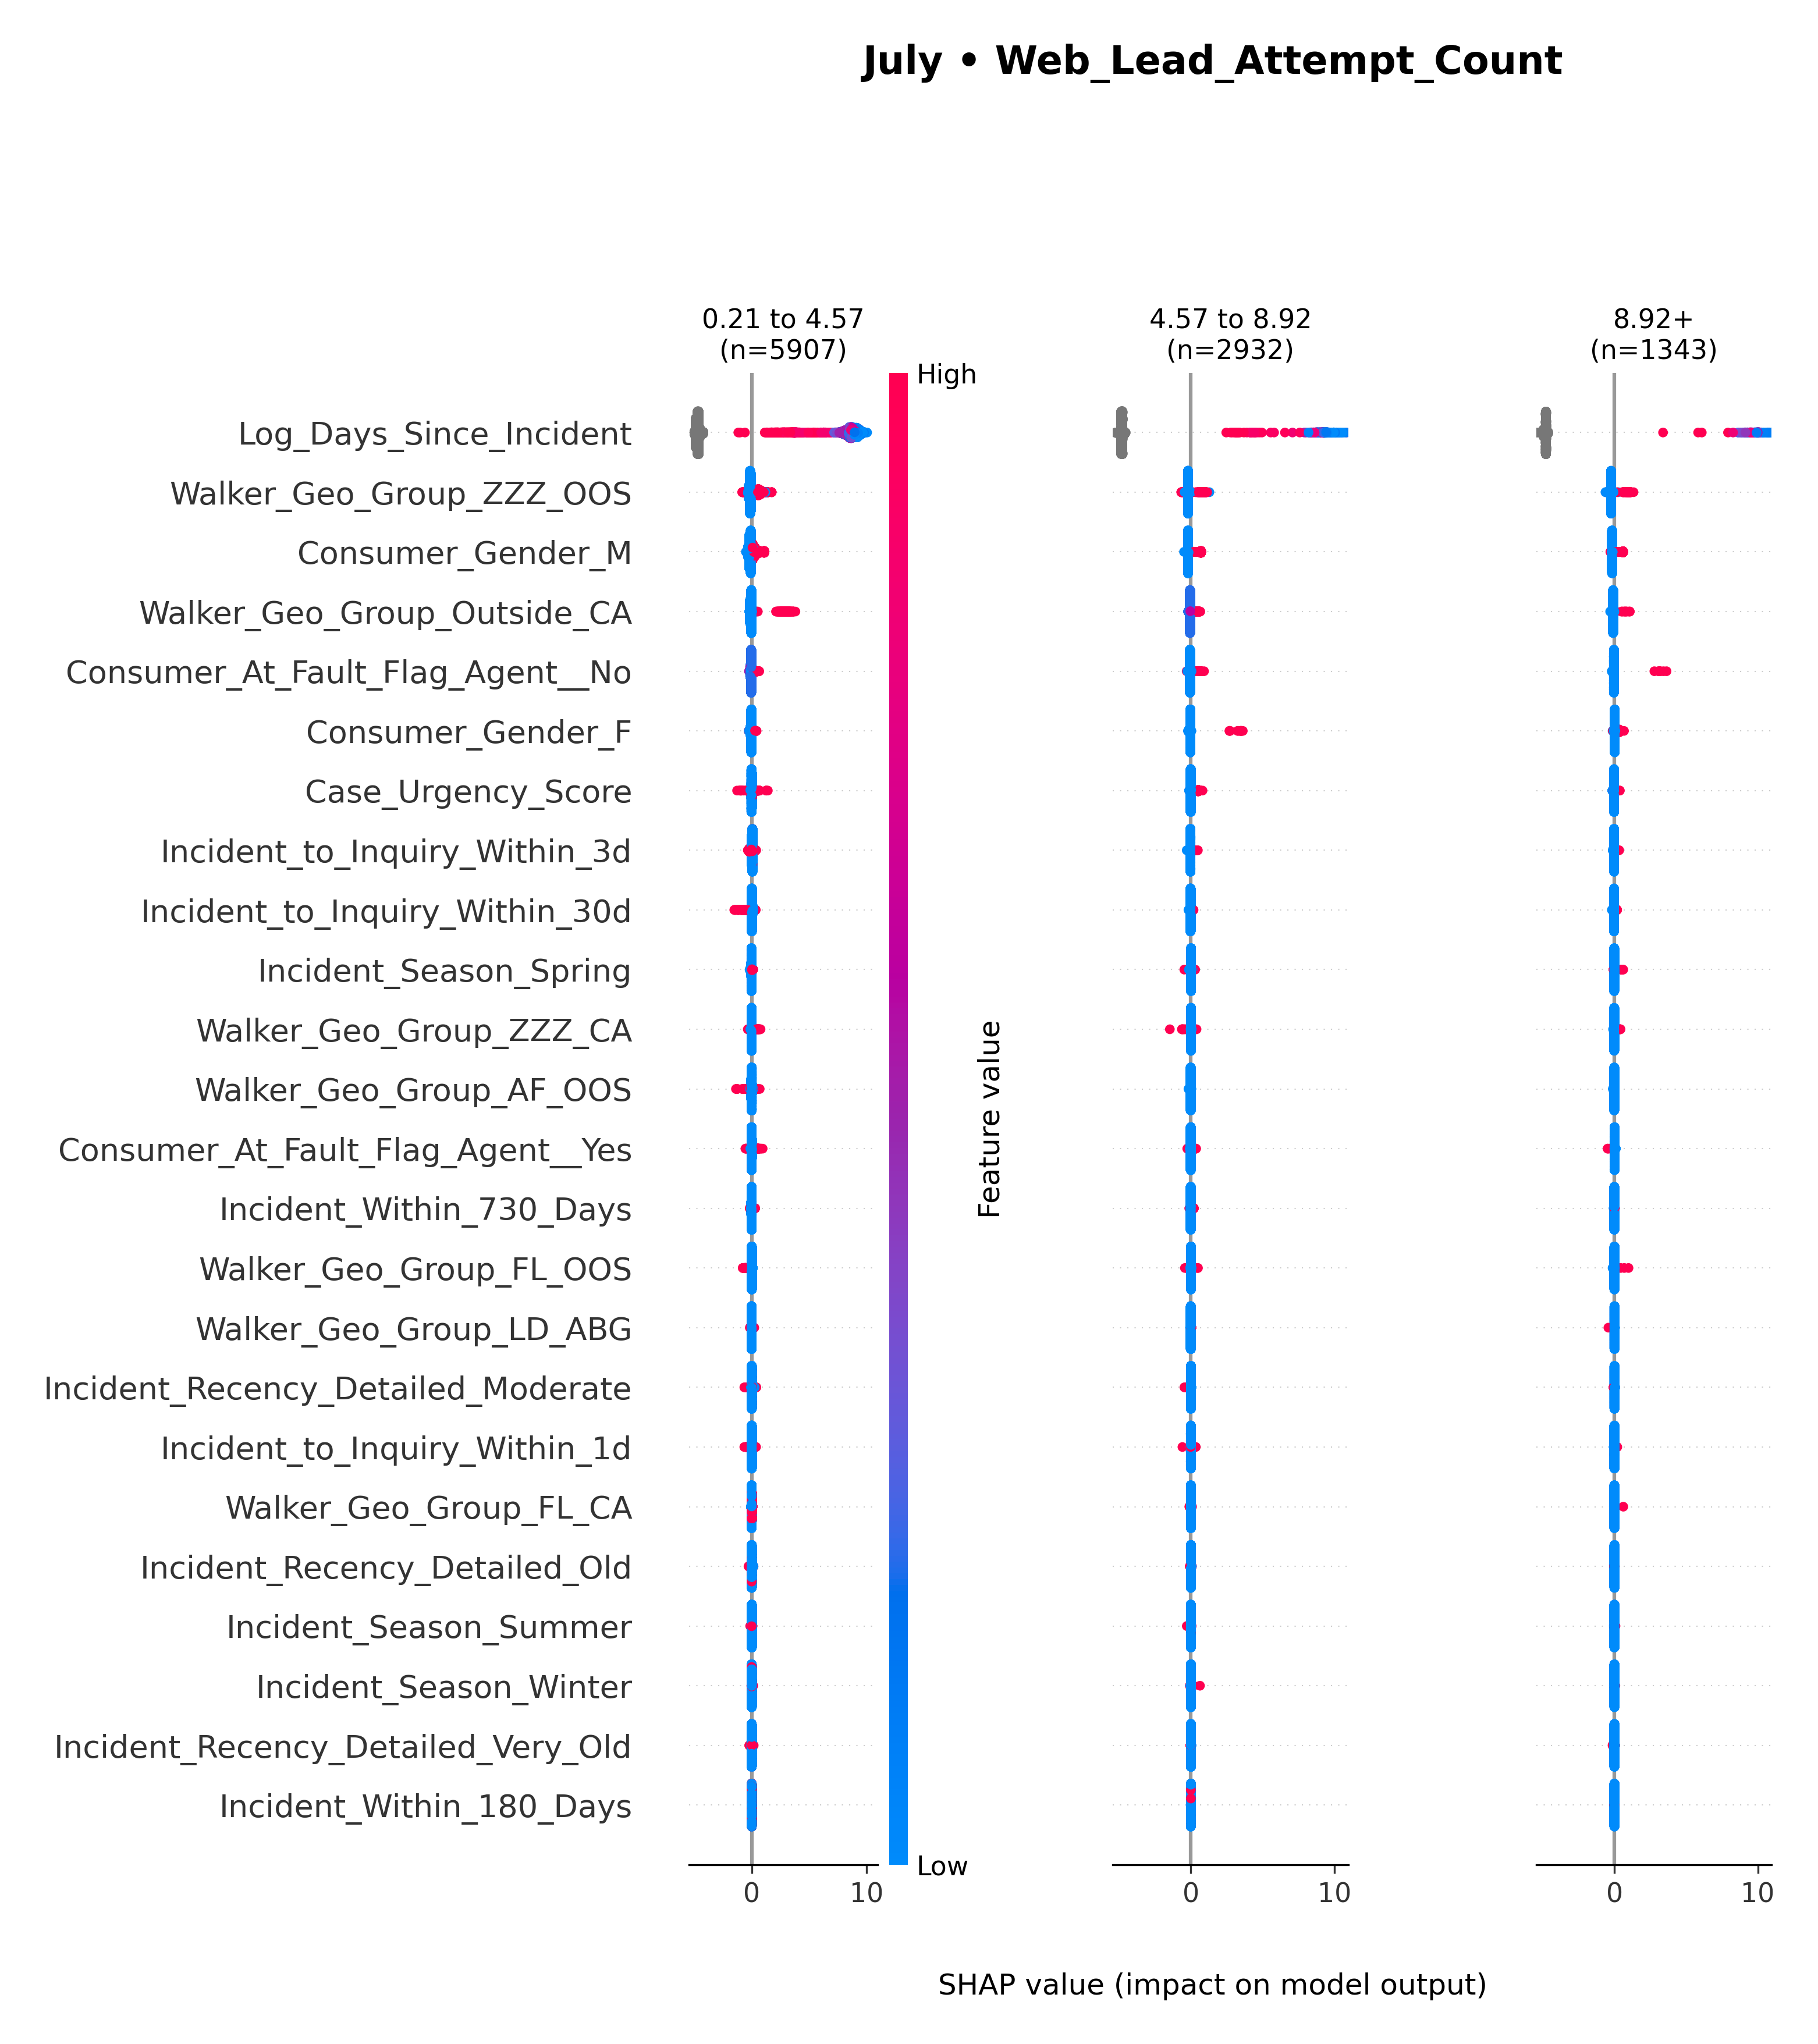 July • Web_Lead_Attempt_Count
0.21 to 4.57
(n=5907)
4.57 to 8.92
(n=2932)
8.92+
(n=1343)
High
Log_Days_Since_Incident
Walker_Geo_Group_ZZZ_OOS
Consumer_Gender_M
Walker_Geo_Group_Outside_CA
Consumer_At_Fault_Flag_Agent__No
Consumer_Gender_F
Case_Urgency_Score
Incident_to_Inquiry_Within_3d
Incident_to_Inquiry_Within_30d
Incident_Season_Spring
Walker_Geo_Group_ZZZ_CA
Walker_Geo_Group_AF_OOS
Consumer_At_Fault_Flag_Agent__Yes
Incident_Within_730_Days
Walker_Geo_Group_FL_OOS
Walker_Geo_Group_LD_ABG
Incident_Recency_Detailed_Moderate
Incident_to_Inquiry_Within_1d
Walker_Geo_Group_FL_CA
Incident_Recency_Detailed_Old
Incident_Season_Summer
Incident_Season_Winter
Incident_Recency_Detailed_Very_Old
Incident_Within_180_Days
Feature value
Low
0 10
0 10
0 10
SHAP value (impact on model output)